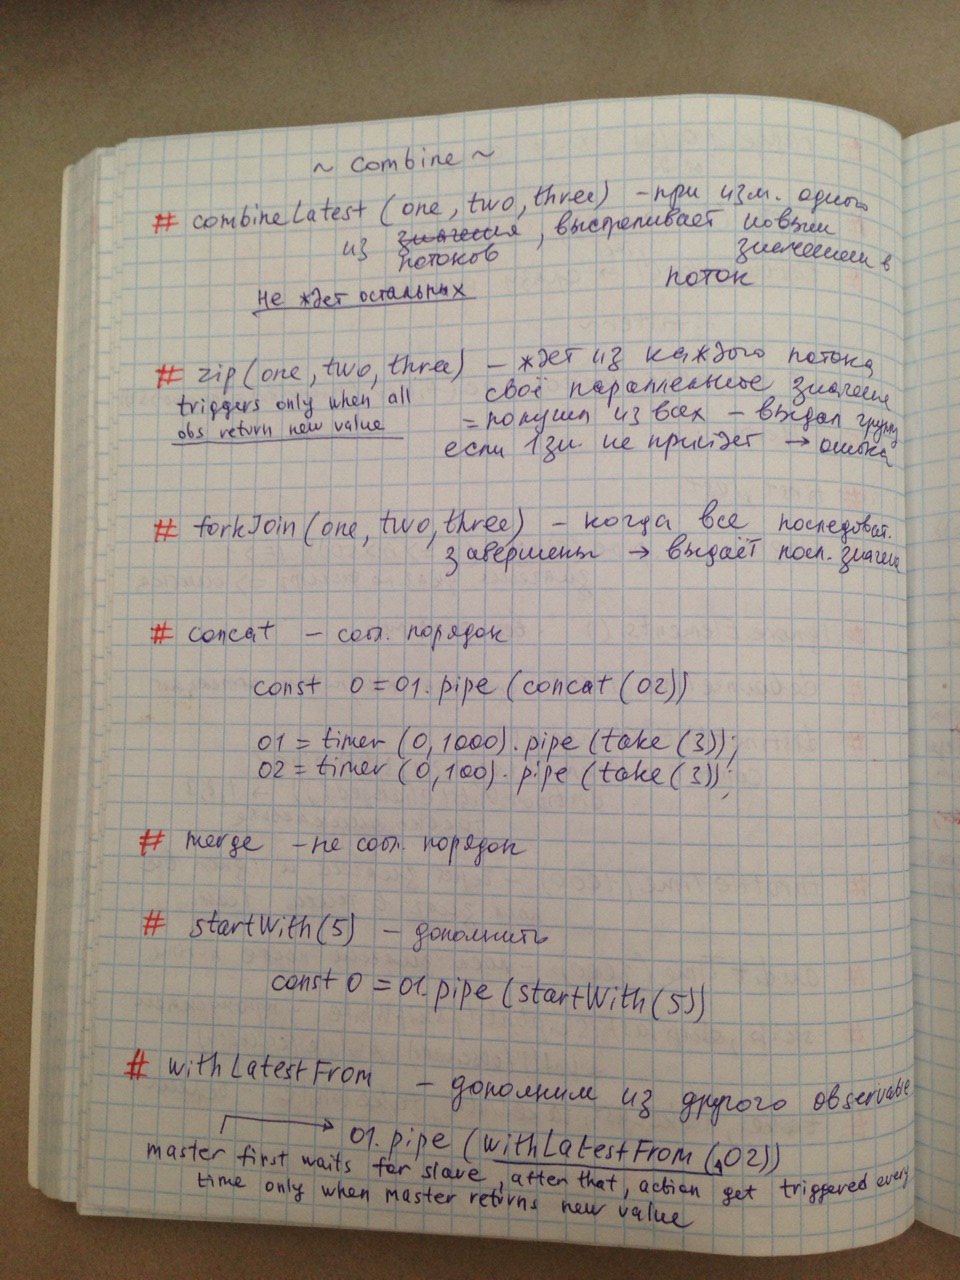 ~ combine ~
# combineLatest (one, two, three) – при изм. одного
из значения , выстреливает новым
потоков значением в
поток
не ждет остальных
# zip (one, two, three) – ждет из каждого потока
triggers only when all своё параллельное значение
obs return new value = получил из всех – выдал группу
если 1 зн. не прийдет → ошибка
# forkJoin (one, two, three) – когда все последоват.
завершены → выдаёт посл. значение
# concat – собл. порядок
const O = O1. pipe (concat (O2))
O1 = timer (0, 1000). pipe (take (3));
O2 = timer (0, 100). pipe (take (3));
# merge – не собл. порядок
# startWith(5) – дополнить
const O = O1. pipe (startWith (5))
# withLatestFrom – дополним из другого observable
→ O1. pipe (withLatestFrom (O2))
master first waits for slave, after that, action get triggered every
time only when master returns new value